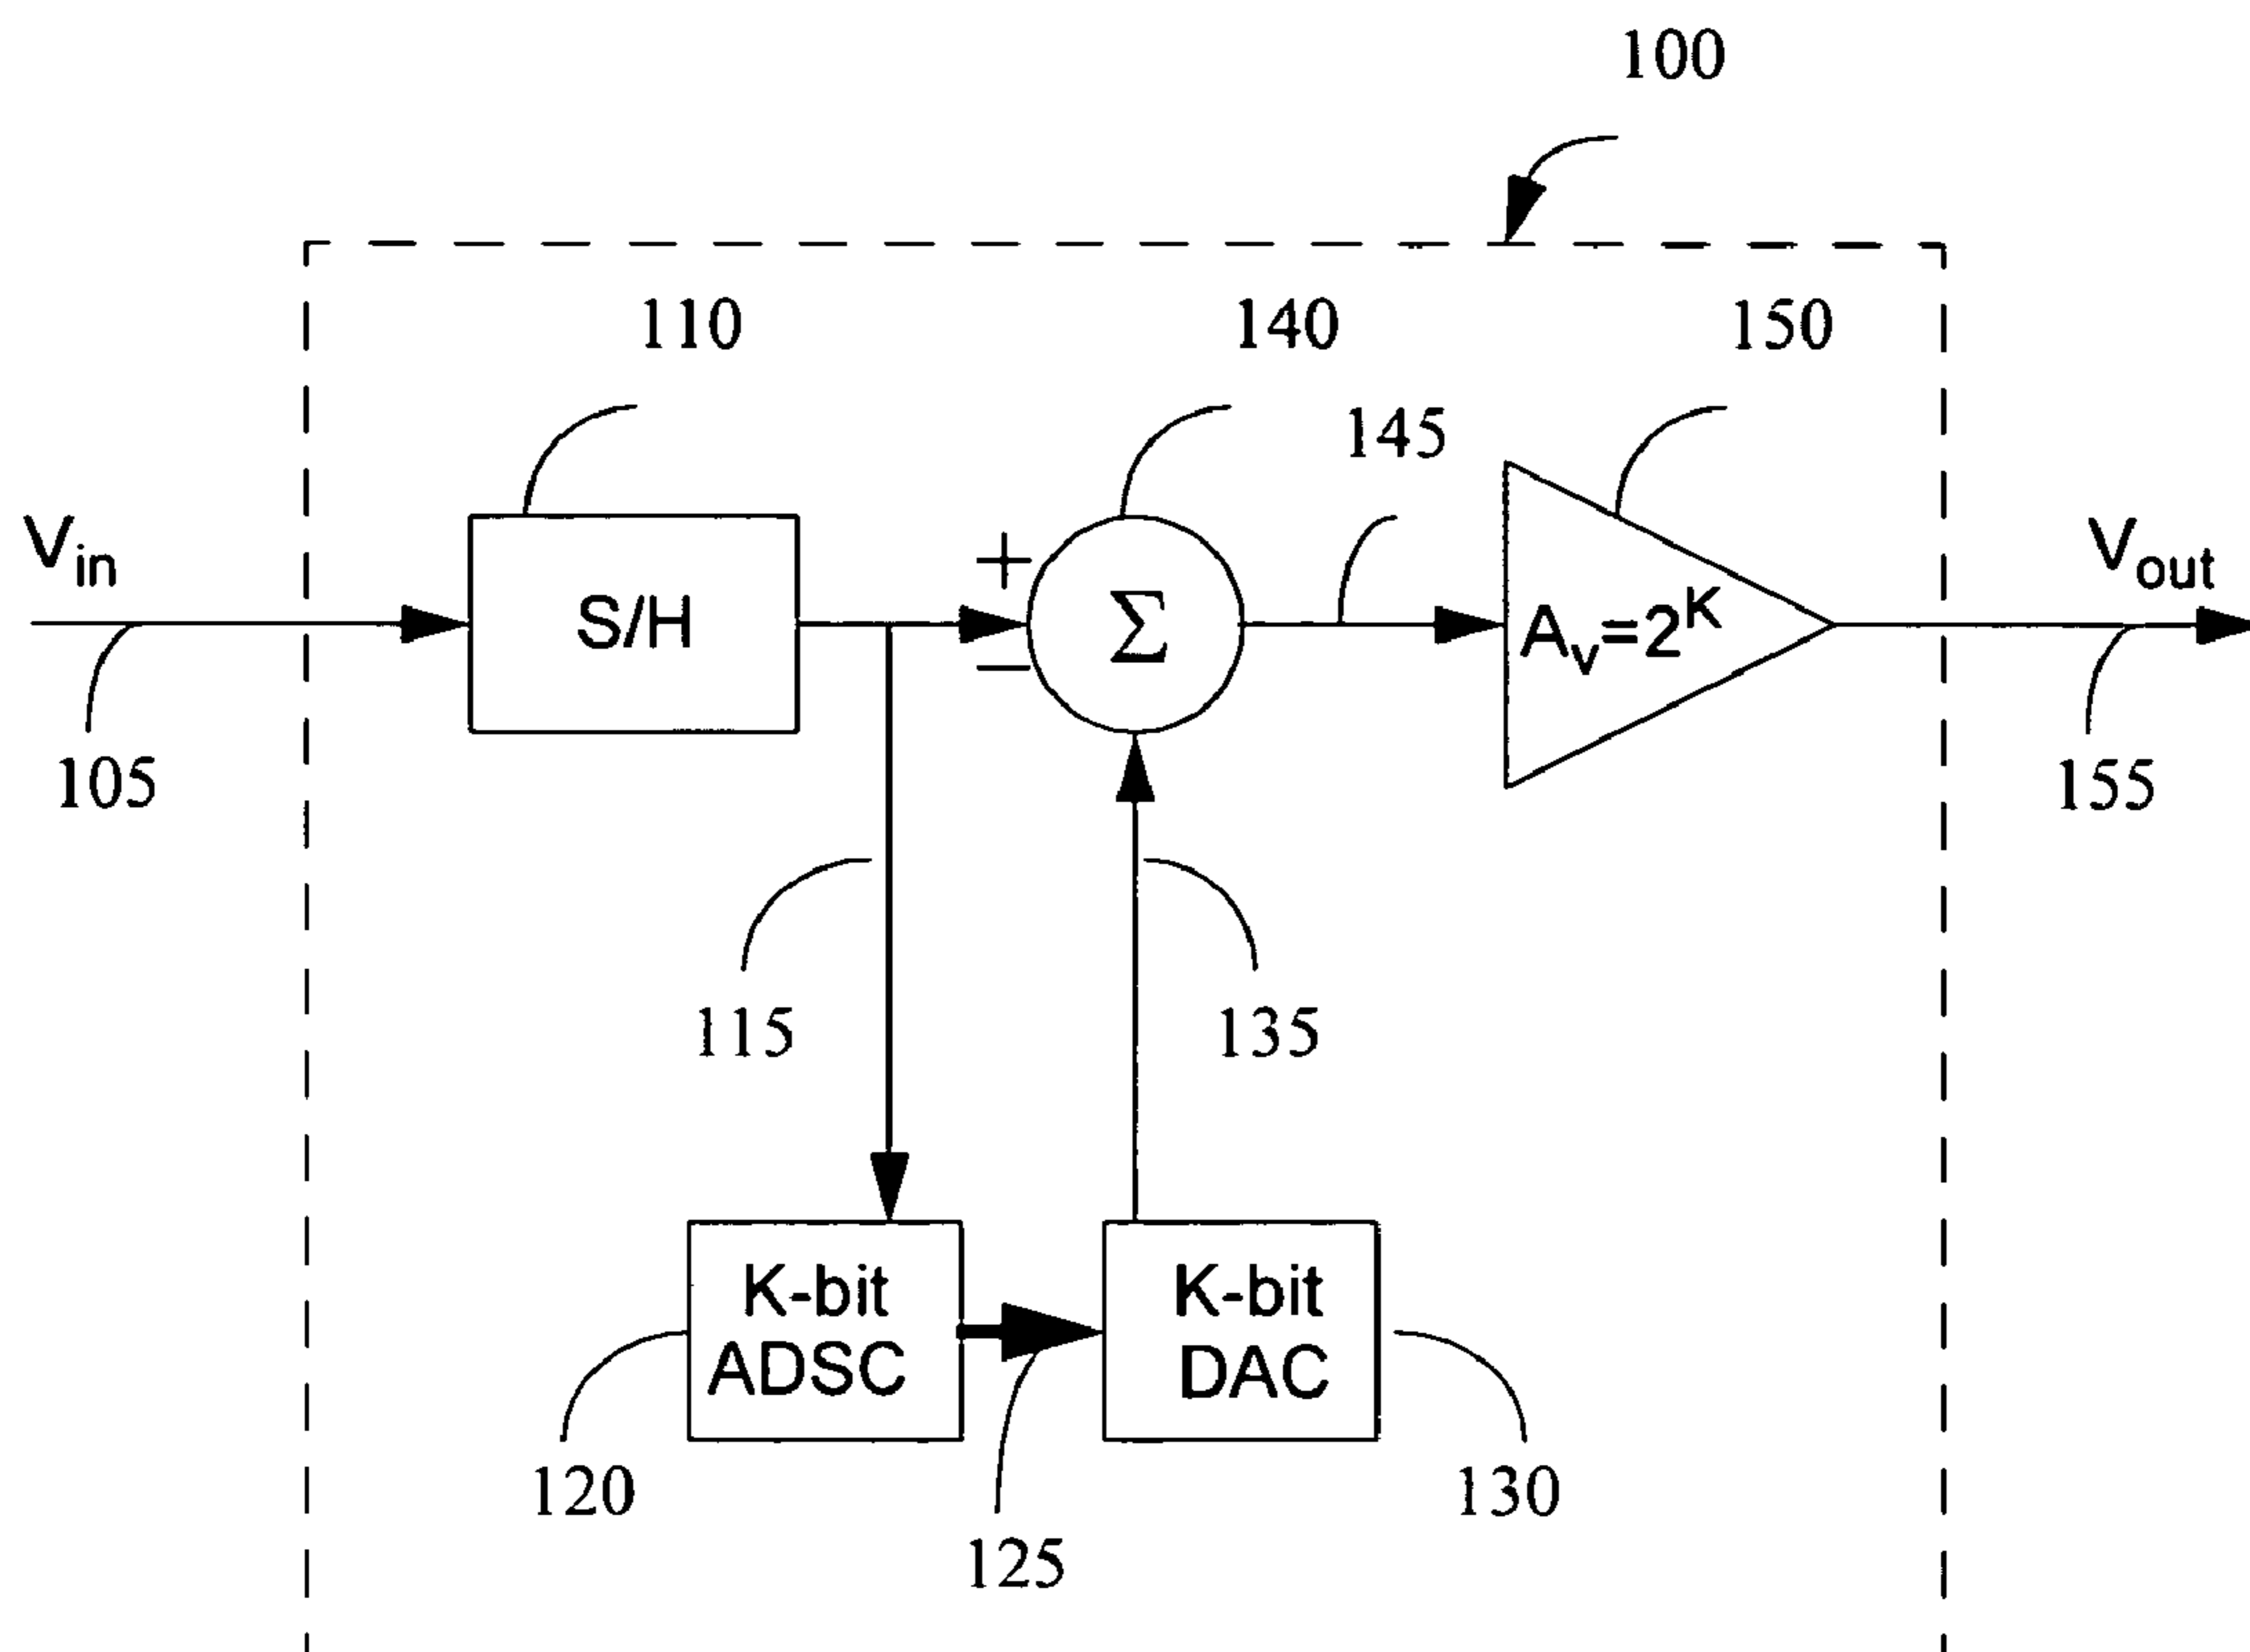 100
110
140
150
145
V_in
+
S/H
Σ
−
A_v=2^K
V_out
105
155
115
135
K-bit
ADSC
K-bit
DAC
120
125
130